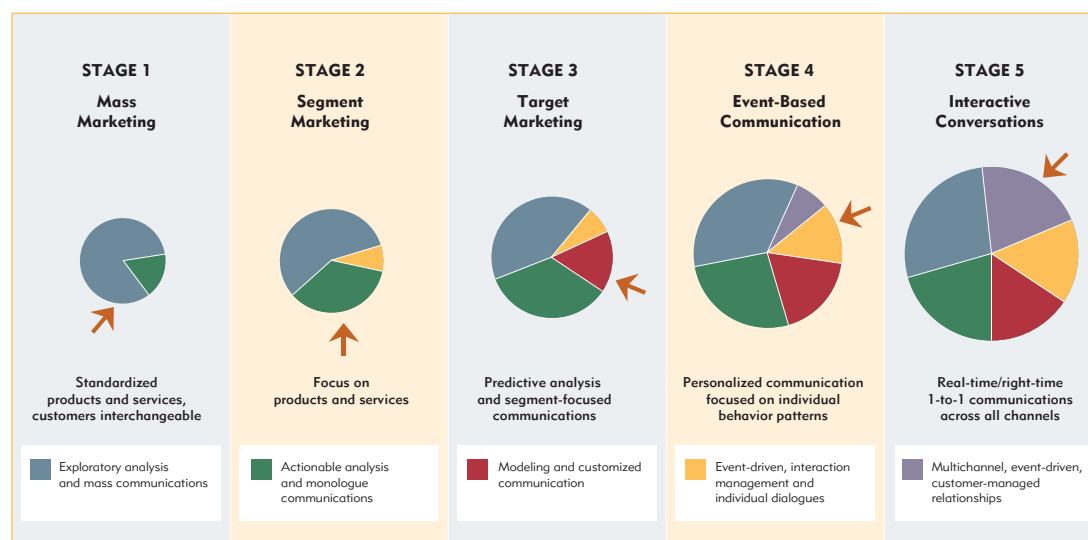 STAGE 1
Mass
Marketing
Standardized
products and services,
customers interchangeable
Exploratory analysis
and mass communications
STAGE 2
Segment
Marketing
Focus on
products and services
Actionable analysis
and monologue
communications
STAGE 3
Target
Marketing
Predictive analysis
and segment-focused
communications
Modeling and customized
communication
STAGE 4
Event-Based
Communication
Personalized communication
focused on individual
behavior patterns
Event-driven, interaction
management and
individual dialogues
STAGE 5
Interactive
Conversations
Real-time/right-time
1-to-1 communications
across all channels
Multichannel, event-driven,
customer-managed
relationships